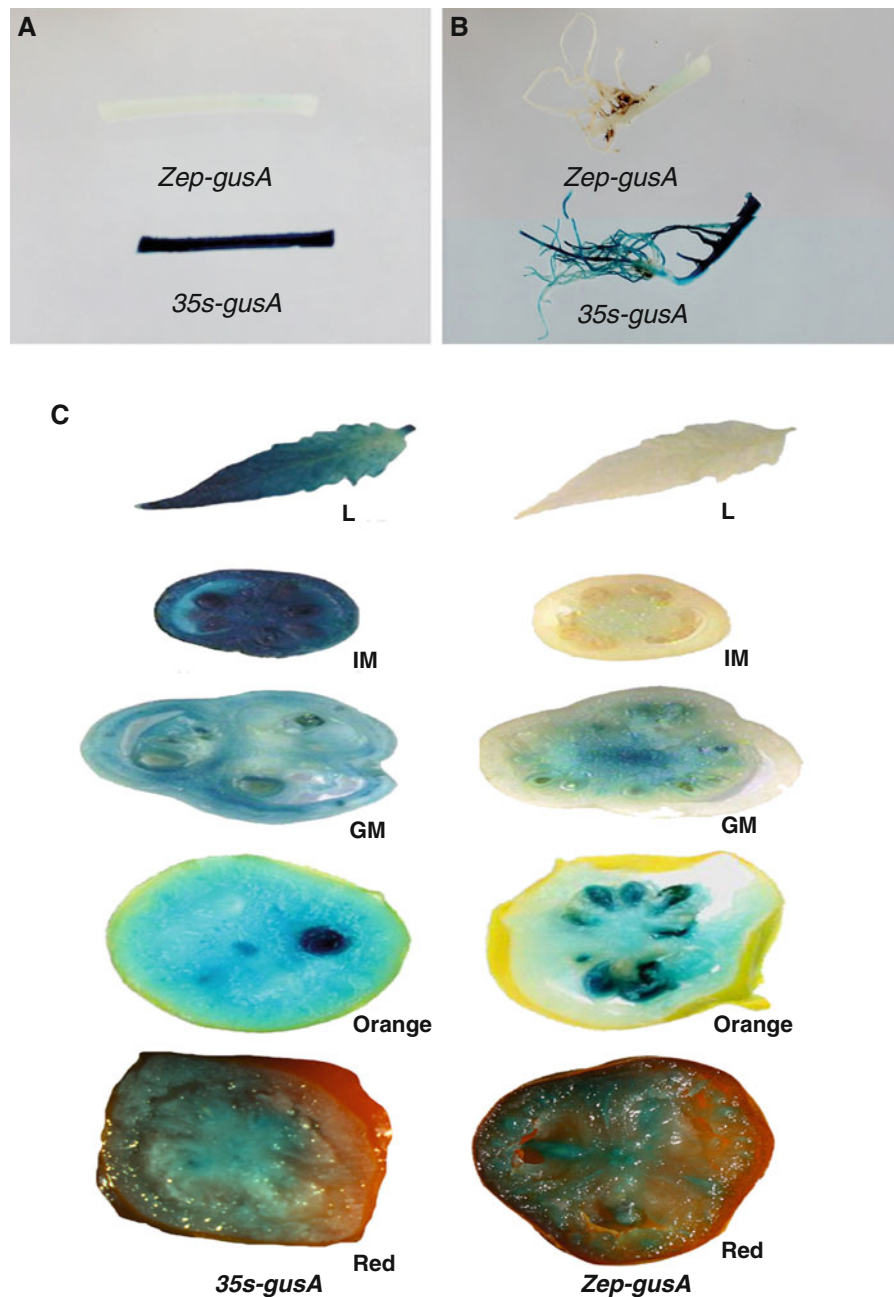 A
Zep-gusA
35s-gusA
B
Zep-gusA
35s-gusA
C
L
L
IM
IM
GM
GM
Orange
Orange
Red
Red
35s-gusA
Zep-gusA